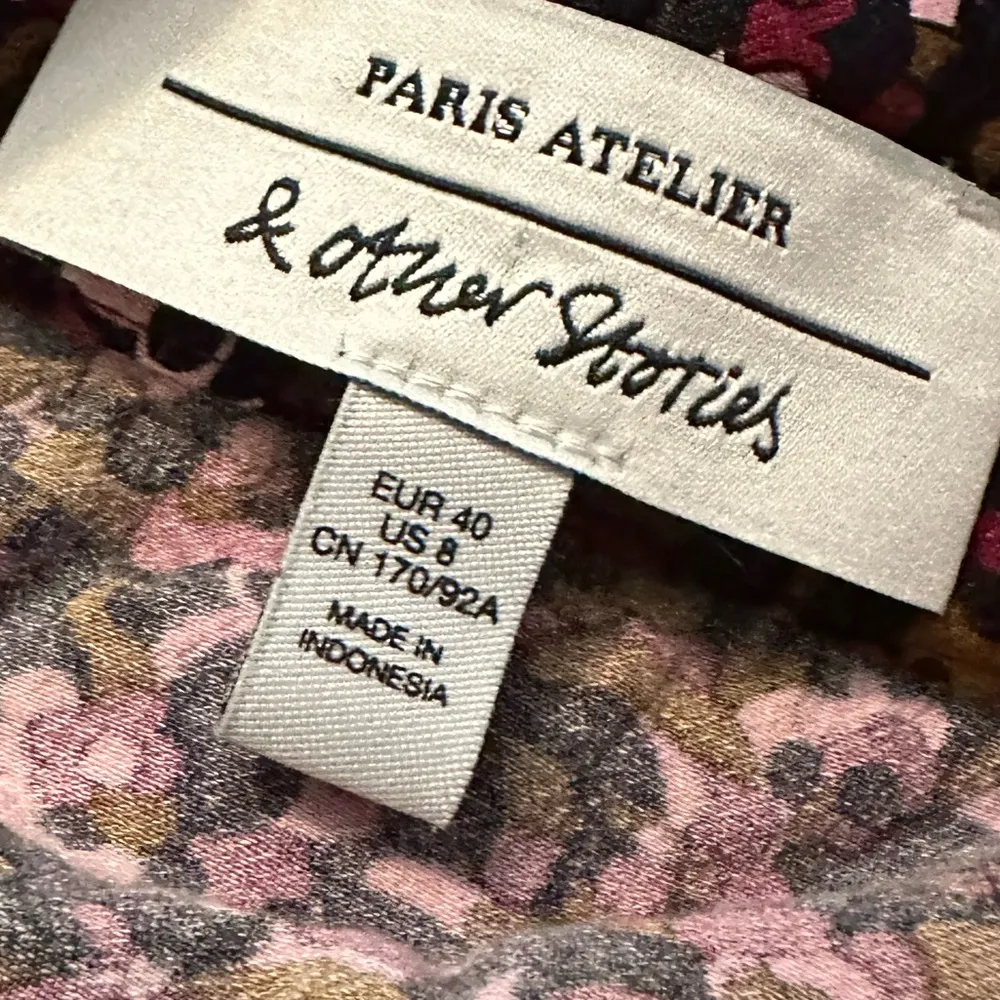 PARIS ATELIER
& other Stories
EUR 40
US 8
CN 170/92A
MADE IN
INDONESIA